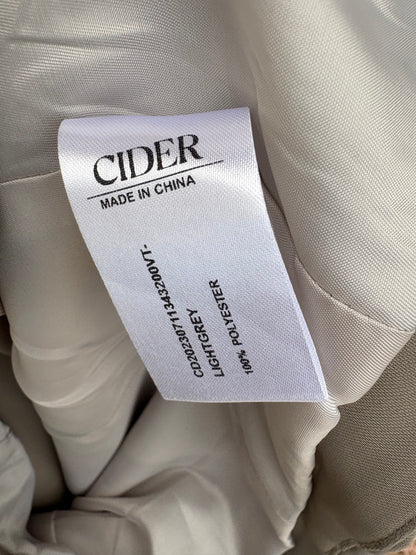 CIDER
MADE IN CHINA
CD20230711343200VT-
LIGHTGREY
100% POLYESTER